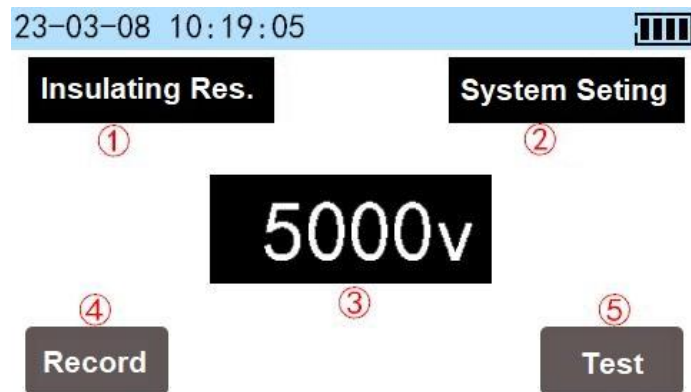 23-03-08 10:19:05
Insulating Res. System Seting
① ②
5000v
③
④ ⑤
Record Test